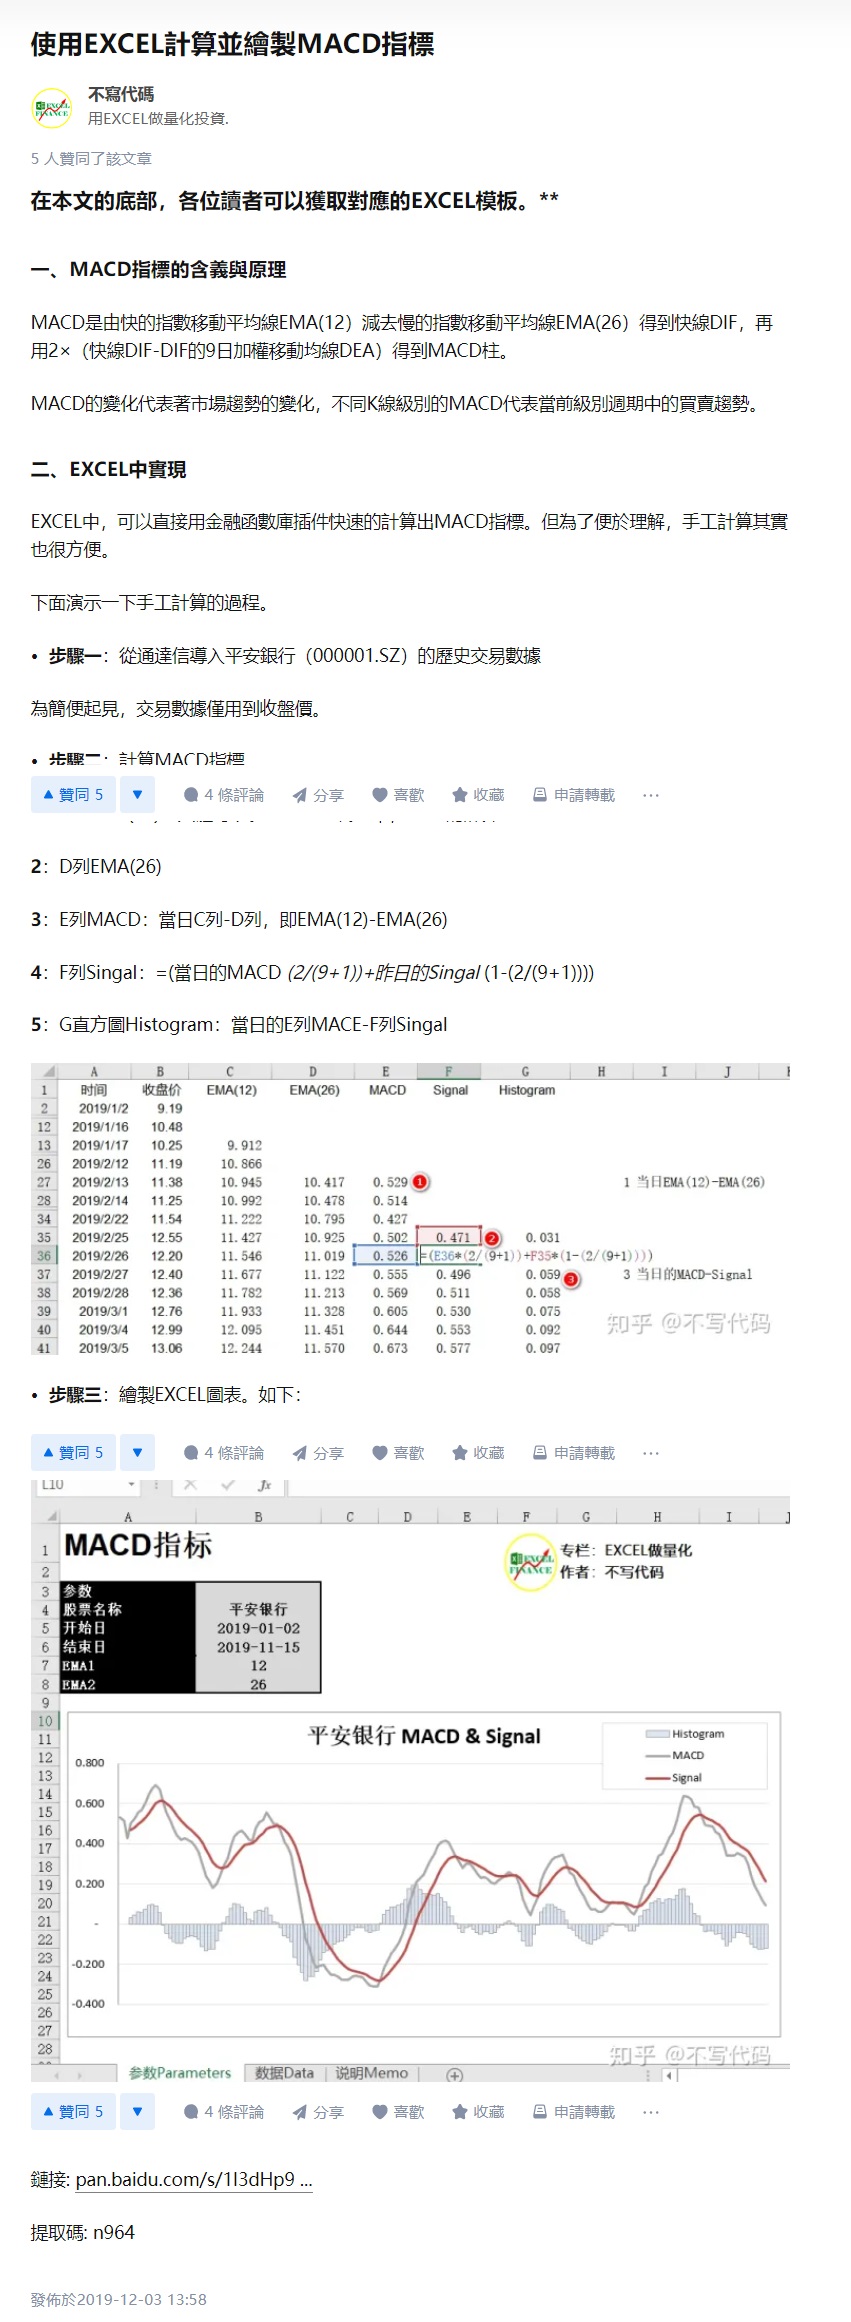 使用EXCEL計算並繪製MACD指標
不寫代碼
用EXCEL做量化投資.
5 人贊同了該文章
在本文的底部，各位讀者可以獲取對應的EXCEL模板。**
一、MACD指標的含義與原理
MACD是由快的指數移動平均線EMA(12）減去慢的指數移動平均線EMA(26）得到快線DIF，再
用2×（快線DIF-DIF的9日加權移動均線DEA）得到MACD柱。
MACD的變化代表著市場趨勢的變化，不同K線級別的MACD代表當前級別週期中的買賣趨勢。
二、EXCEL中實現
EXCEL中，可以直接用金融函數庫插件快速的計算出MACD指標。但為了便於理解，手工計算其實
也很方便。
下面演示一下手工計算的過程。
• 步驟一：從通達信導入平安銀行（000001.SZ）的歷史交易數據
為簡便起見，交易數據僅用到收盤價。
• 步驟二：計算MACD指標
▲ 贊同 5 ▼ 4 條評論 分享 喜歡 收藏 申請轉載 ···
2：D列EMA(26)
3：E列MACD：當日C列-D列，即EMA(12)-EMA(26)
4：F列Singal：=(當日的MACD (2/(9+1))+昨日的Singal (1-(2/(9+1))))
5：G直方圖Histogram：當日的E列MACE-F列Singal
A B C D E F G H I J
1 时间 收盘价 EMA(12) EMA(26) MACD Signal Histogram
2 2019/1/2 9.19
12 2019/1/16 10.48
13 2019/1/17 10.25 9.912
26 2019/2/12 11.19 10.866
27 2019/2/13 11.38 10.945 10.417 0.529 1 1 当日EMA(12)-EMA(26)
28 2019/2/14 11.25 10.992 10.478 0.514
34 2019/2/22 11.54 11.222 10.795 0.427
35 2019/2/25 12.55 11.427 10.925 0.502 0.471 2 0.031
36 2019/2/26 12.20 11.546 11.019 0.526 =(E36*(2/(9+1))+F35*(1-(2/(9+1))))
37 2019/2/27 12.40 11.677 11.122 0.555 0.496 0.059 3 3 当日的MACD-Signal
38 2019/2/28 12.36 11.782 11.213 0.569 0.511 0.058
39 2019/3/1 12.76 11.933 11.328 0.605 0.530 0.075
40 2019/3/4 12.99 12.095 11.451 0.644 0.553 0.092
41 2019/3/5 13.06 12.244 11.570 0.673 0.577 0.097
知乎 @不写代码
• 步驟三：繪製EXCEL圖表。如下：
▲ 贊同 5 ▼ 4 條評論 分享 喜歡 收藏 申請轉載 ···
L10 fx
A B C D E F G H I J
1 MACD指标
EXCEL FINANCE
专栏：EXCEL做量化
作者：不写代码
2
3 参数
4 股票名称 平安银行
5 开始日 2019-01-02
6 结束日 2019-11-15
7 EMA1 12
8 EMA2 26
9
10
11
12
13
14
15
16
17
18
19
20
21
22
23
24
25
26
27
28
平安银行 MACD & Signal
Histogram
MACD
Signal
0.800
0.600
0.400
0.200
-
-0.200
-0.400
知乎 @不写代码
参数Parameters 数据Data 说明Memo
▲ 贊同 5 ▼ 4 條評論 分享 喜歡 收藏 申請轉載 ···
鏈接: pan.baidu.com/s/1I3dHp9 ...
提取碼: n964
發佈於2019-12-03 13:58